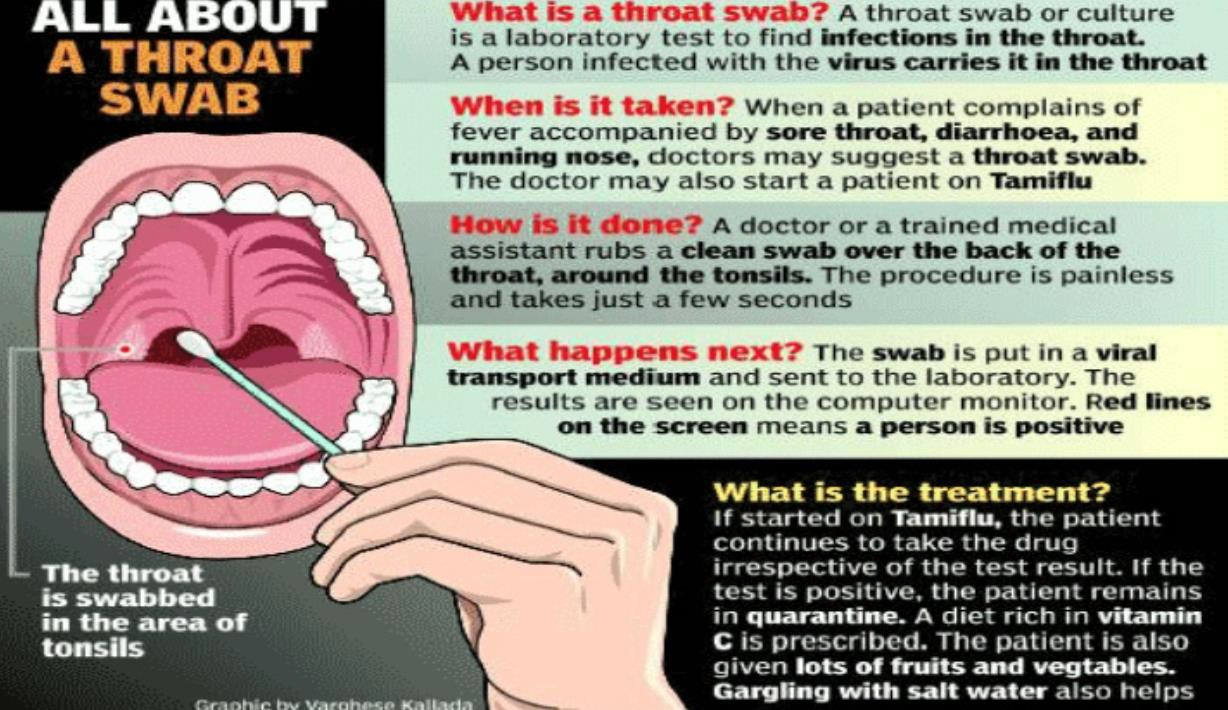 ALL ABOUT
A THROAT
SWAB
What is a throat swab? A throat swab or culture
is a laboratory test to find infections in the throat.
A person infected with the virus carries it in the throat
When is it taken? When a patient complains of
fever accompanied by sore throat, diarrhoea, and
running nose, doctors may suggest a throat swab.
The doctor may also start a patient on Tamiflu
How is it done? A doctor or a trained medical
assistant rubs a clean swab over the back of the
throat, around the tonsils. The procedure is painless
and takes just a few seconds
What happens next? The swab is put in a viral
transport medium and sent to the laboratory. The
results are seen on the computer monitor. Red lines
on the screen means a person is positive
What is the treatment?
If started on Tamiflu, the patient
continues to take the drug
irrespective of the test result. If the
test is positive, the patient remains
in quarantine. A diet rich in vitamin
C is prescribed. The patient is also
given lots of fruits and vegtables.
Gargling with salt water also helps
The throat
is swabbed
in the area of
tonsils
Graphic by Varghese Kallada